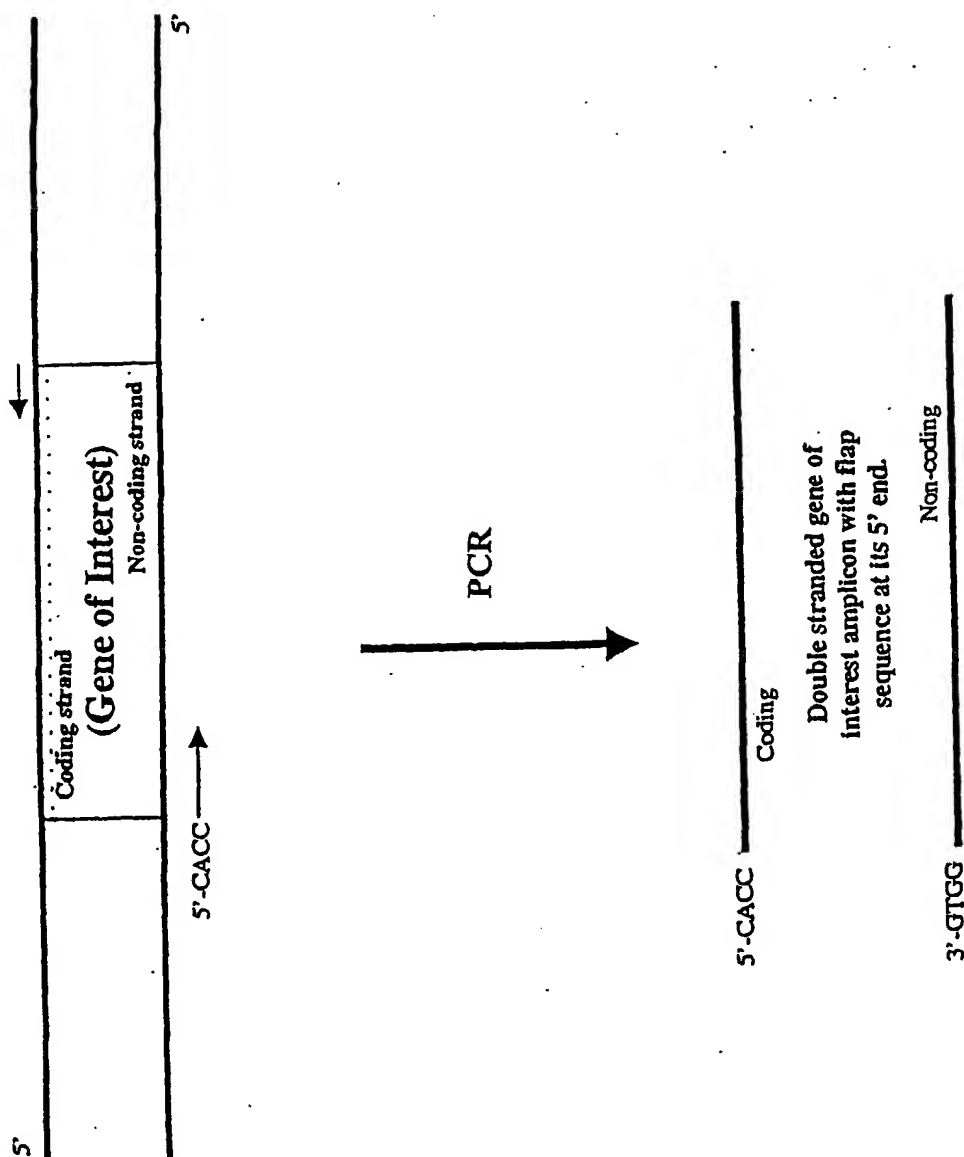 5'
5'
Coding strand
(Gene of Interest)
Non-coding strand
5'-CACC
PCR
5'-CACC
Coding
Double stranded gene of
interest amplicon with flap
sequence at its 5' end.
Non-coding
3'-GTGG